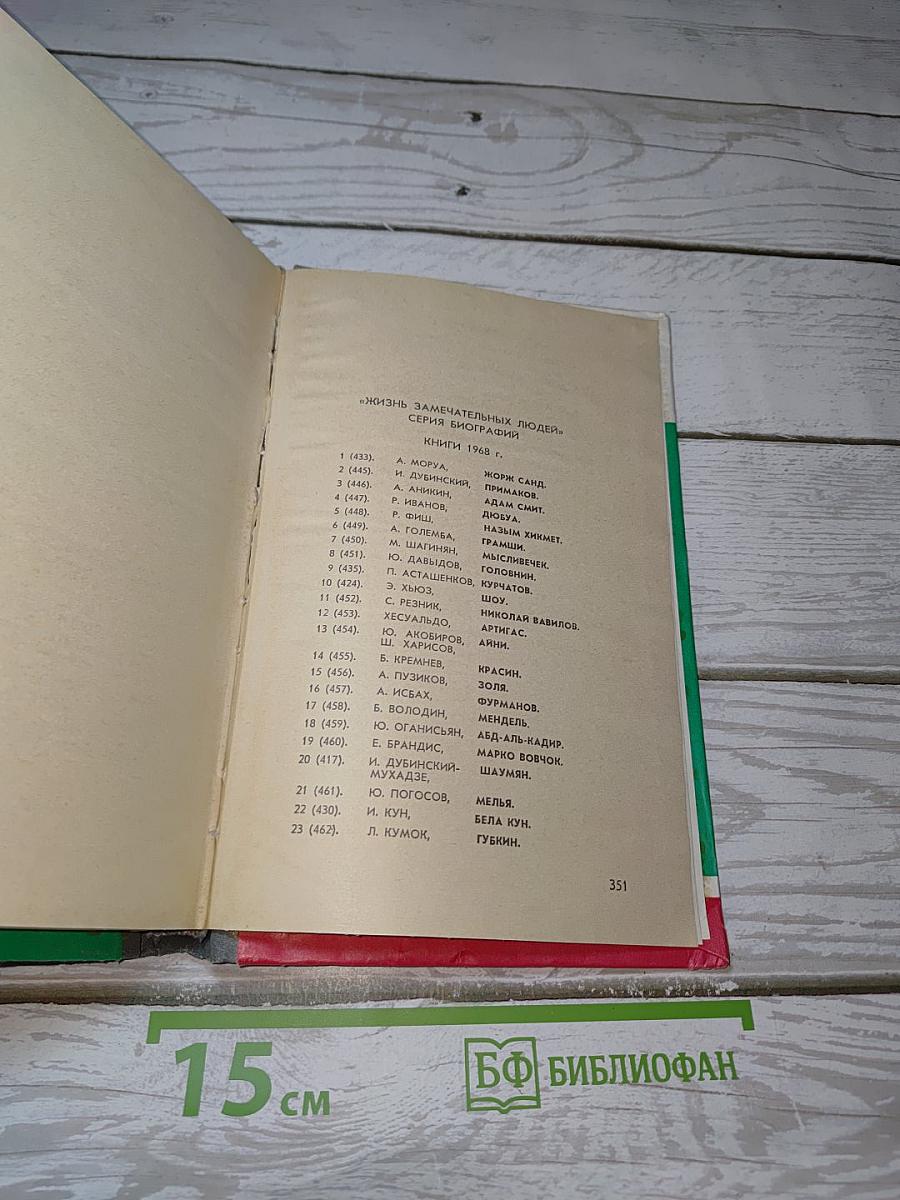 «ЖИЗНЬ ЗАМЕЧАТЕЛЬНЫХ ЛЮДЕЙ»
СЕРИЯ БИОГРАФИЙ
КНИГИ 1968 г.
1 (433). А. МОРУА, ЖОРЖ САНД.
2 (445). И. ДУБИНСКИЙ, ПРИМАКОВ.
3 (446). А. АНИКИН, АДАМ СМИТ.
4 (447). Р. ИВАНОВ, ДЮБУА.
5 (448). Р. ФИШ, НАЗЫМ ХИКМЕТ.
6 (449). А. ГОЛЕМБА, ГРАМШИ.
7 (450). М. ШАГИНЯН, МЫСЛИВЕЧЕК.
8 (451). Ю. ДАВЫДОВ, ГОЛОВНИН.
9 (435). П. АСТАШЕНКОВ, КУРЧАТОВ.
10 (424). Э. ХЬЮЗ, ШОУ.
11 (452). С. РЕЗНИК, НИКОЛАЙ ВАВИЛОВ.
12 (453). ХЕСУАЛЬДО, АРТИГАС.
13 (454). Ю. АКОБИРОВ, АЙНИ.
Ш. ХАРИСОВ,
14 (455). Б. КРЕМНЕВ, КРАСИН.
15 (456). А. ПУЗИКОВ, ЗОЛЯ.
16 (457). А. ИСБАХ, ФУРМАНОВ.
17 (458). Б. ВОЛОДИН, МЕНДЕЛЬ.
18 (459). Ю. ОГАНИСЬЯН, АБД-АЛЬ-КАДИР.
19 (460). Е. БРАНДИС, МАРКО ВОВЧОК.
20 (417). И. ДУБИНСКИЙ- ШАУМЯН.
МУХАДЗЕ,
21 (461). Ю. ПОГОСОВ, МЕЛЬЯ.
22 (430). И. КУН, БЕЛА КУН.
23 (462). Л. КУМОК, ГУБКИН.
351
15 см
БФ БИБЛИОФАН